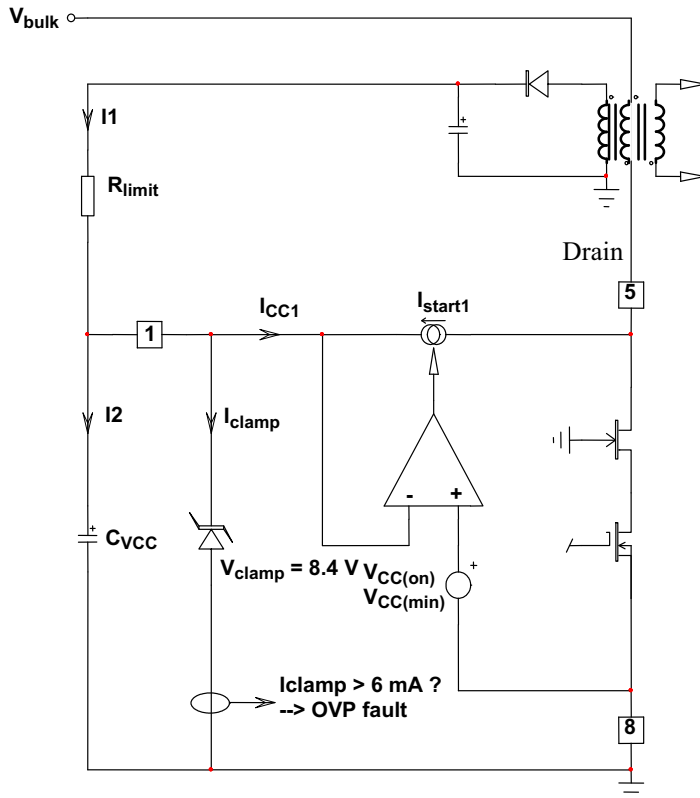 Vbulk
I1
Rlimit
Drain
5
ICC1
Istart1
1
I2
Iclamp
- +
CVCC
Vclamp = 8.4 V
VCC(on)
VCC(min)
+
+
+
Iclamp > 6 mA ?
--> OVP fault
8